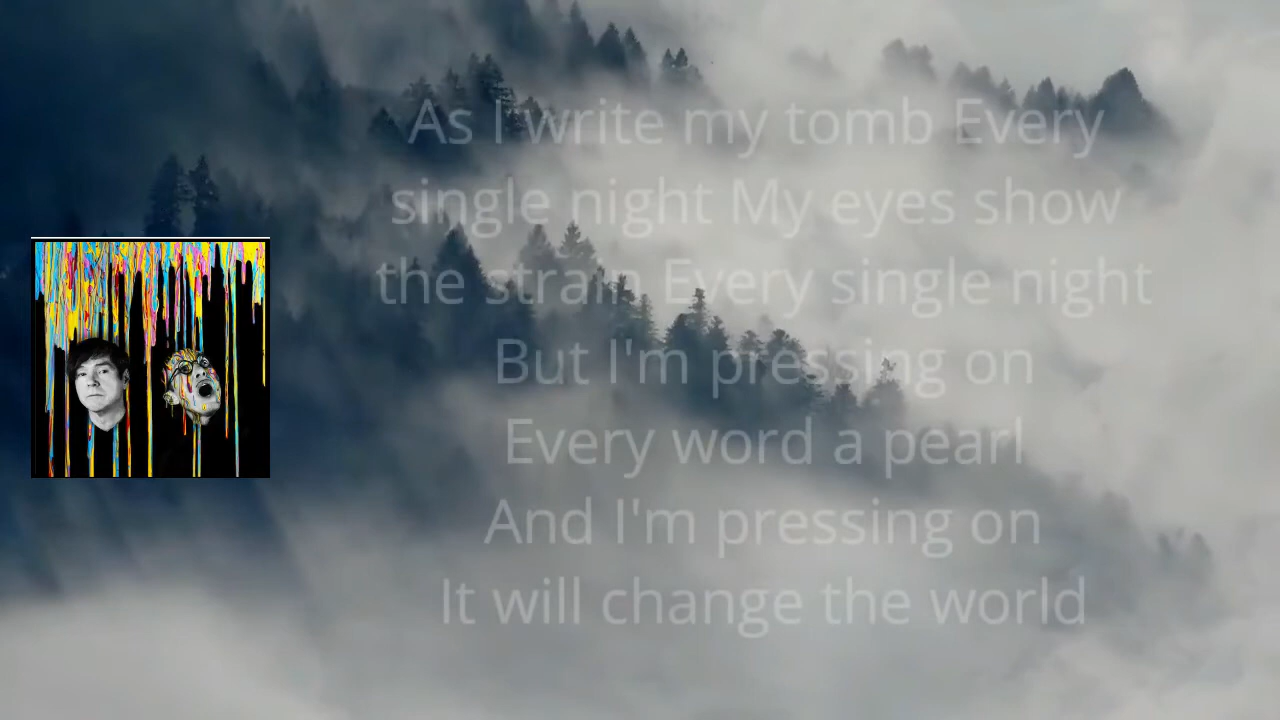 As I write my tomb Every
single night My eyes show
the strain Every single night
But I'm pressing on
Every word a pearl
And I'm pressing on
It will change the world